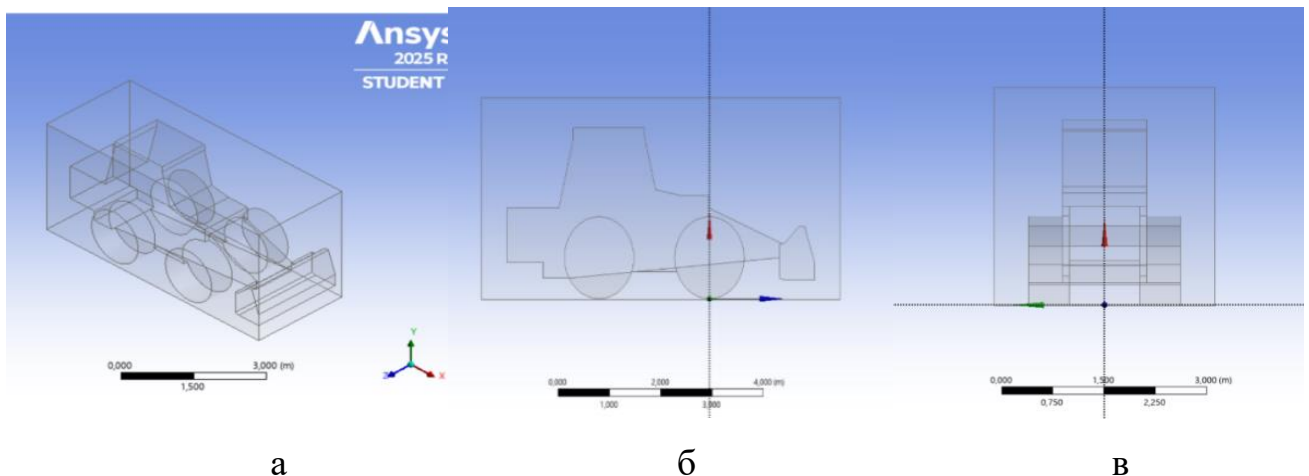 Ansys
2025 R
STUDENT
Y
Z
X
0,000 3,000 (m)
1,500
0,000 2,000 4,000 (m)
1,000 3,000
0,000 1,500 3,000 (m)
0,750 2,250
а б в